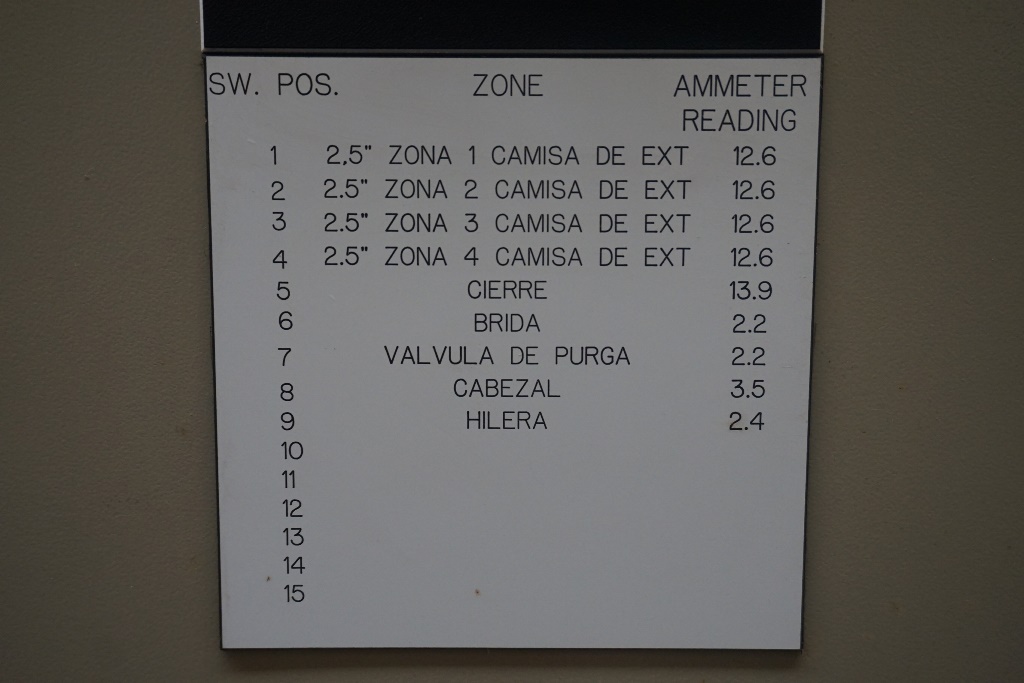 SW. POS. ZONE AMMETER
READING
1 2.5" ZONA 1 CAMISA DE EXT 12.6
2 2.5" ZONA 2 CAMISA DE EXT 12.6
3 2.5" ZONA 3 CAMISA DE EXT 12.6
4 2.5" ZONA 4 CAMISA DE EXT 12.6
5 CIERRE 13.9
6 BRIDA 2.2
7 VALVULA DE PURGA 2.2
8 CABEZAL 3.5
9 HILERA 2.4
10
11
12
13
14
15